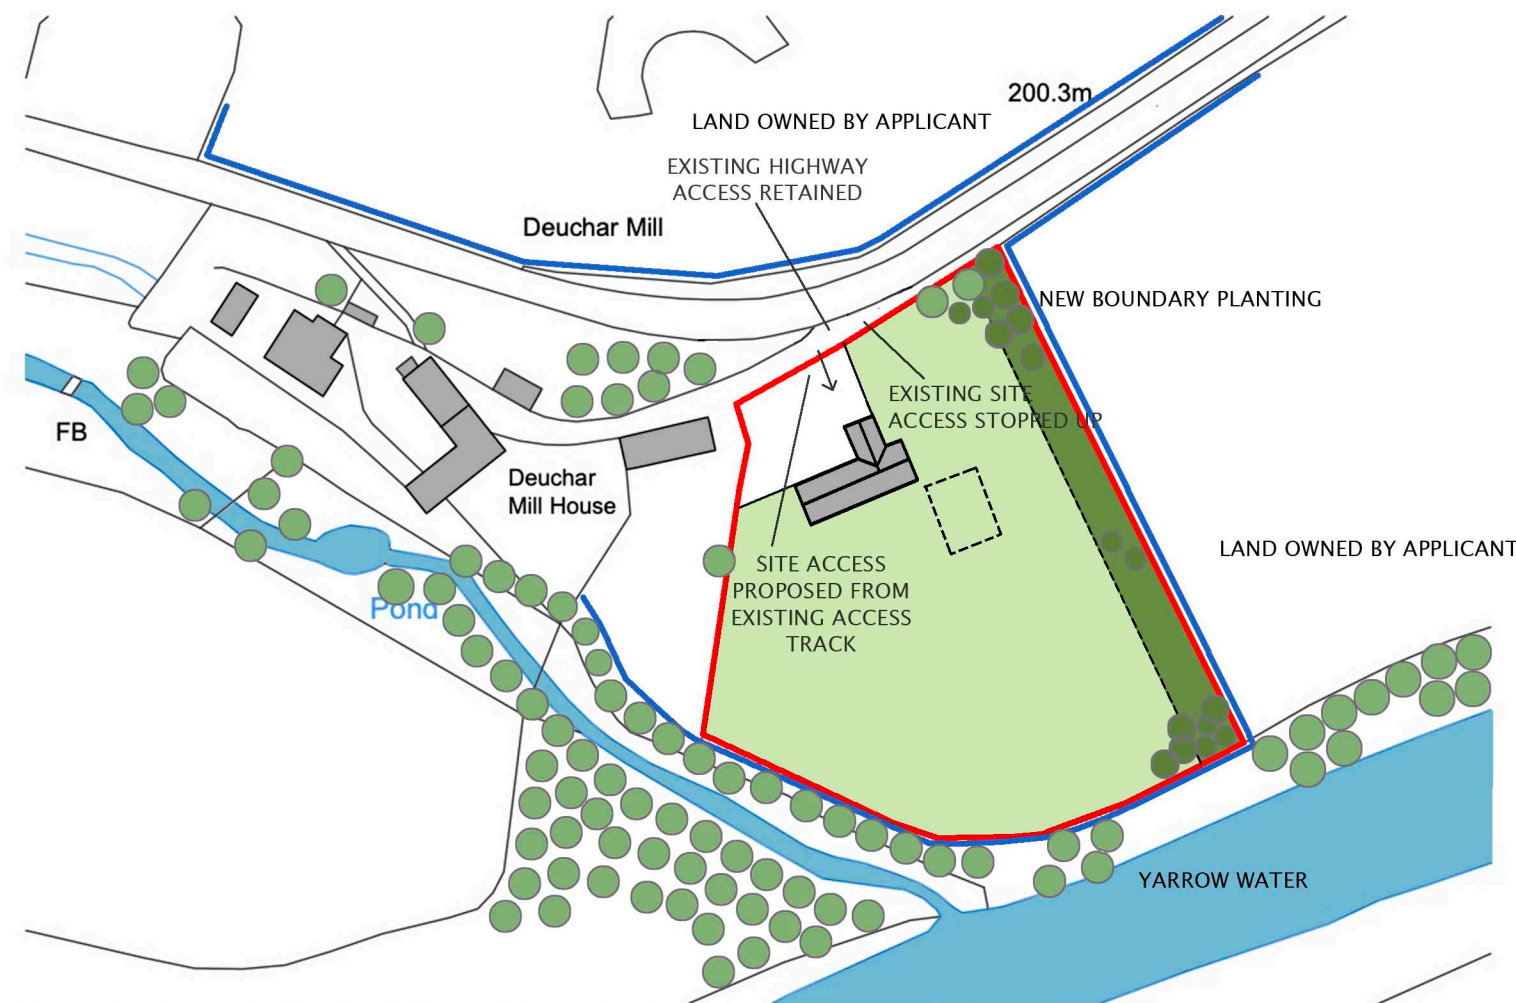 200.3m
LAND OWNED BY APPLICANT
EXISTING HIGHWAY
ACCESS RETAINED
Deuchar Mill
NEW BOUNDARY PLANTING
EXISTING SITE
ACCESS STOPPED UP
FB
Deuchar
Mill House
LAND OWNED BY APPLICANT
SITE ACCESS
PROPOSED FROM
EXISTING ACCESS
TRACK
Pond
YARROW WATER